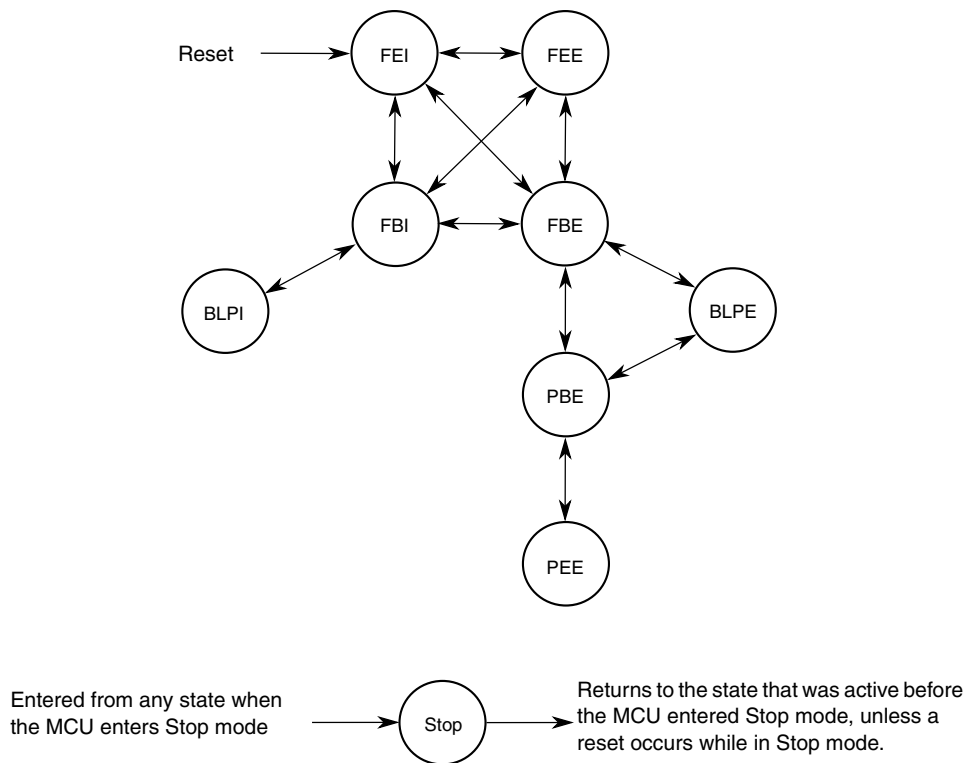 Reset
FEI
FEE
FBI
FBE
BLPI
BLPE
PBE
PEE
Entered from any state when
the MCU enters Stop mode
Stop
Returns to the state that was active before
the MCU entered Stop mode, unless a
reset occurs while in Stop mode.